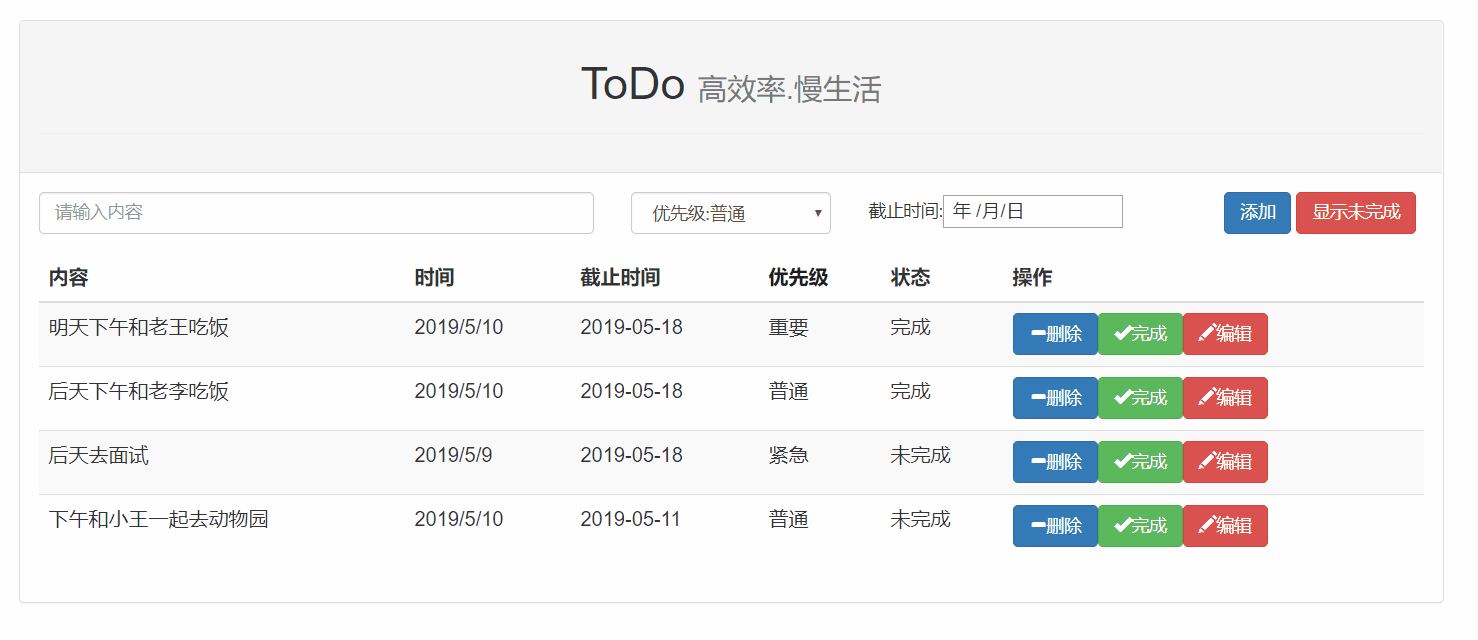 ToDo 高效率.慢生活
请输入内容 优先级:普通 截止时间: 年 /月/日 添加 显示未完成
内容 时间 截止时间 优先级 状态 操作
明天下午和老王吃饭 2019/5/10 2019-05-18 重要 完成 删除 完成 编辑
后天下午和老李吃饭 2019/5/10 2019-05-18 普通 完成 删除 完成 编辑
后天去面试 2019/5/9 2019-05-18 紧急 未完成 删除 完成 编辑
下午和小王一起去动物园 2019/5/10 2019-05-11 普通 未完成 删除 完成 编辑